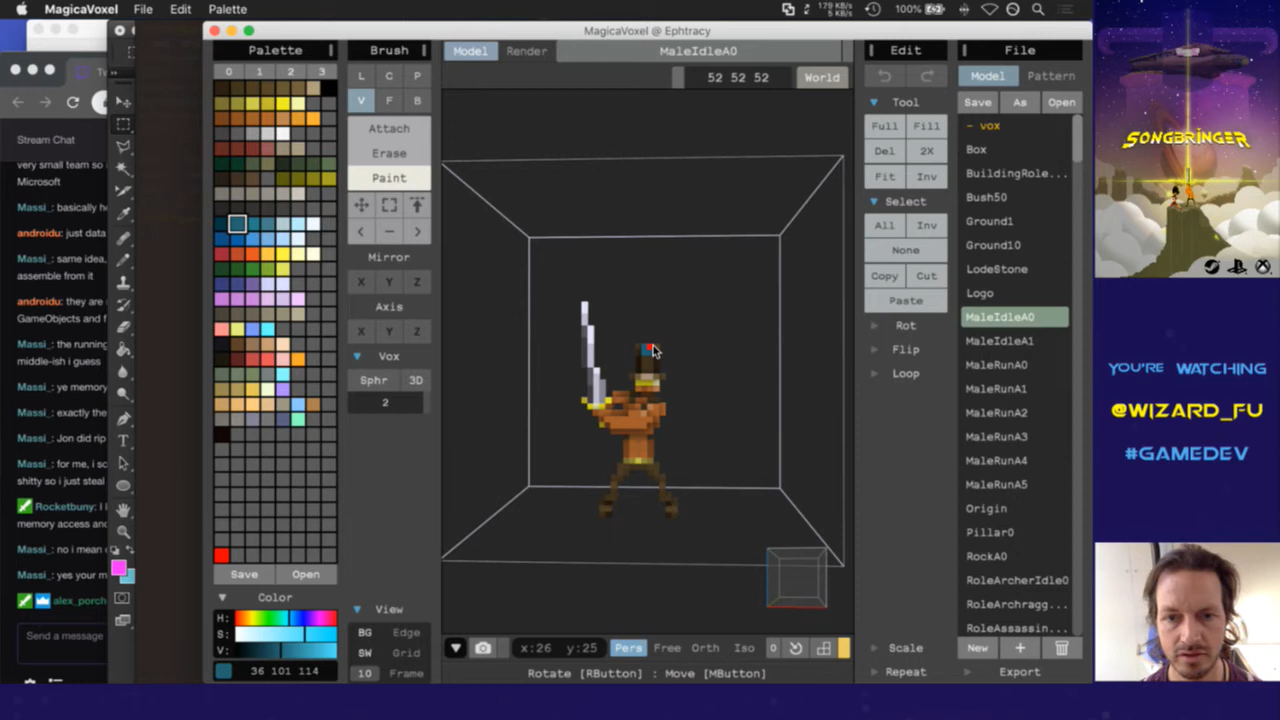 MagicaVoxel File Edit Palette
179 KB/s
5 KB/s
100%
MagicaVoxel @ Ephtracy
Palette
Brush
Model Render MaleIdleA0
Edit
File
0 1 2 3
L C P
52 52 52 World
Model Pattern
V F B
Tool
Save As Open
Attach
Full Fill
- vox
Erase
Del 2X
Box
Paint
Fit Inv
BuildingRole...
Select
Bush50
All Inv
Ground1
None
Ground10
Mirror
Copy Cut
LodeStone
X Y Z
Paste
Logo
Axis
Rot
MaleIdleA0
X Y Z
Flip
MaleIdleA1
Vox
Loop
MaleRunA0
Sphr 3D
MaleRunA1
2
MaleRunA2
MaleRunA3
MaleRunA4
MaleRunA5
Origin
Pillar0
RockA0
RoleArcherIdle0
RoleArchragg...
RoleAssassin...
Save Open
Color
H:
S:
V:
36 101 114
View
BG Edge
SW Grid
10 Frame
x:26 y:25 Pers Free Orth Iso 0
Rotate [RButton] : Move [MButton]
Scale
Repeat
New + Export
Stream Chat
very small team so
Microsoft
Massi_: basically
androidu: just data
Massi_: same idea,
assemble from it
androidu: they are
GameObjects and f
Massi_: the running
middle-ish i guess
Massi_: ye memory
Massi_: exactly the
Massi_: Jon did rip
Massi_: for me, i
shitty so i just steal
Rocketbuny: I
memory access and
Massi_: no i mean
Massi_: yes your m
alex_porch
Send a message
SONGBRINGER
YOU'RE WATCHING
@WIZARD_FU
#GAMEDEV